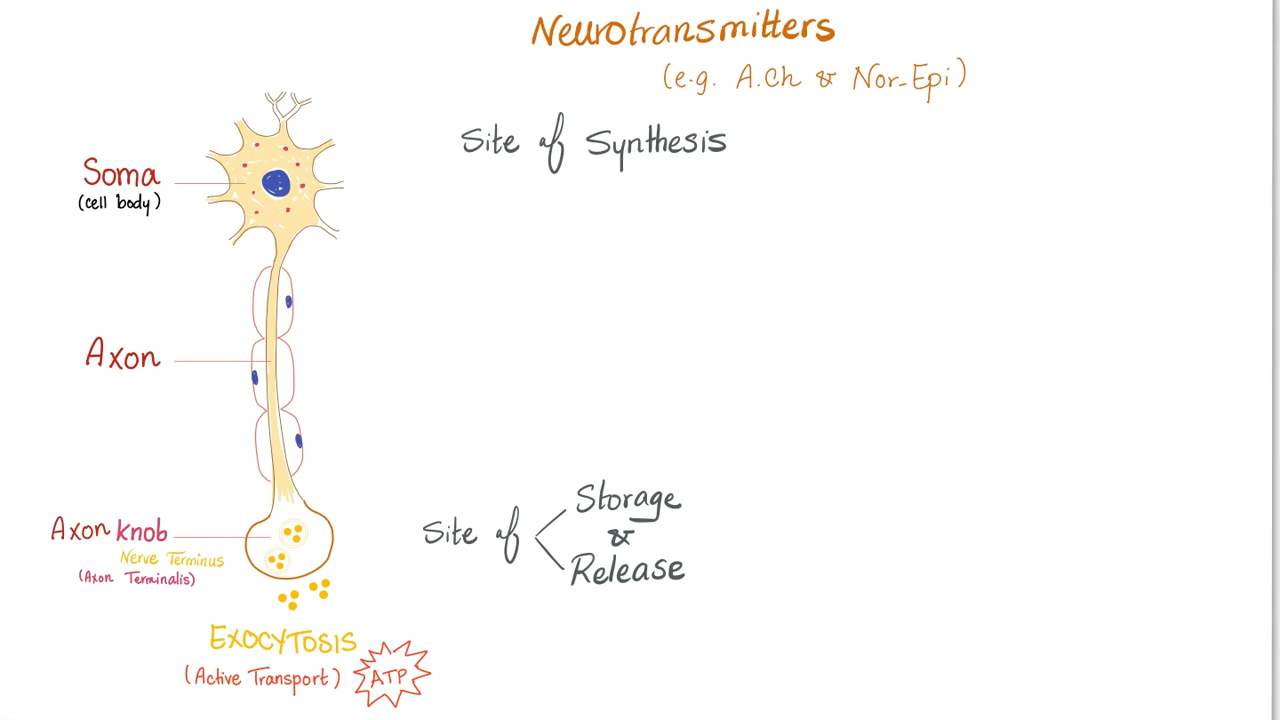 Neurotransmitters
(e.g. A.Ch & Nor-Epi)
Site of Synthesis
Soma
(cell body)
Axon
Axon knob
Nerve Terminus
(Axon Terminalis)
Site of
Storage
&
Release
EXOCYTOSIS
(Active Transport)
ATP